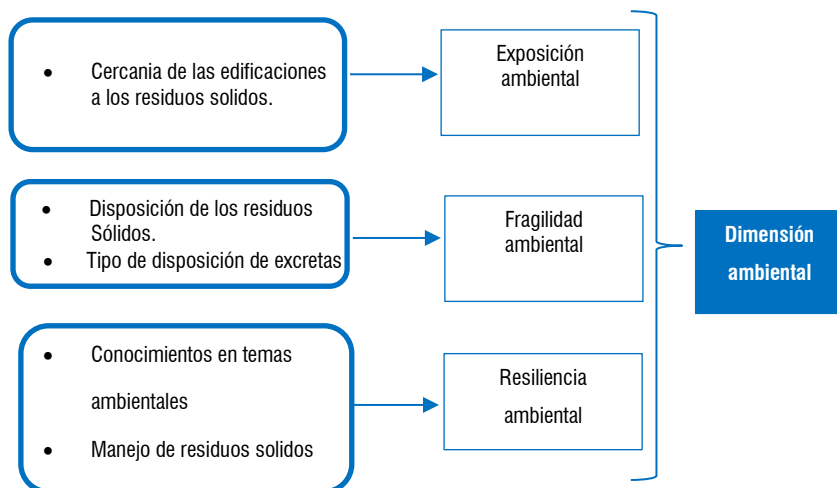 • Cercania de las edificaciones
a los residuos solidos.
Exposición
ambiental
• Disposición de los residuos
Sólidos.
• Tipo de disposición de excretas
Fragilidad
ambiental
• Conocimientos en temas
ambientales
• Manejo de residuos solidos
Resiliencia
ambiental
Dimensión
ambiental